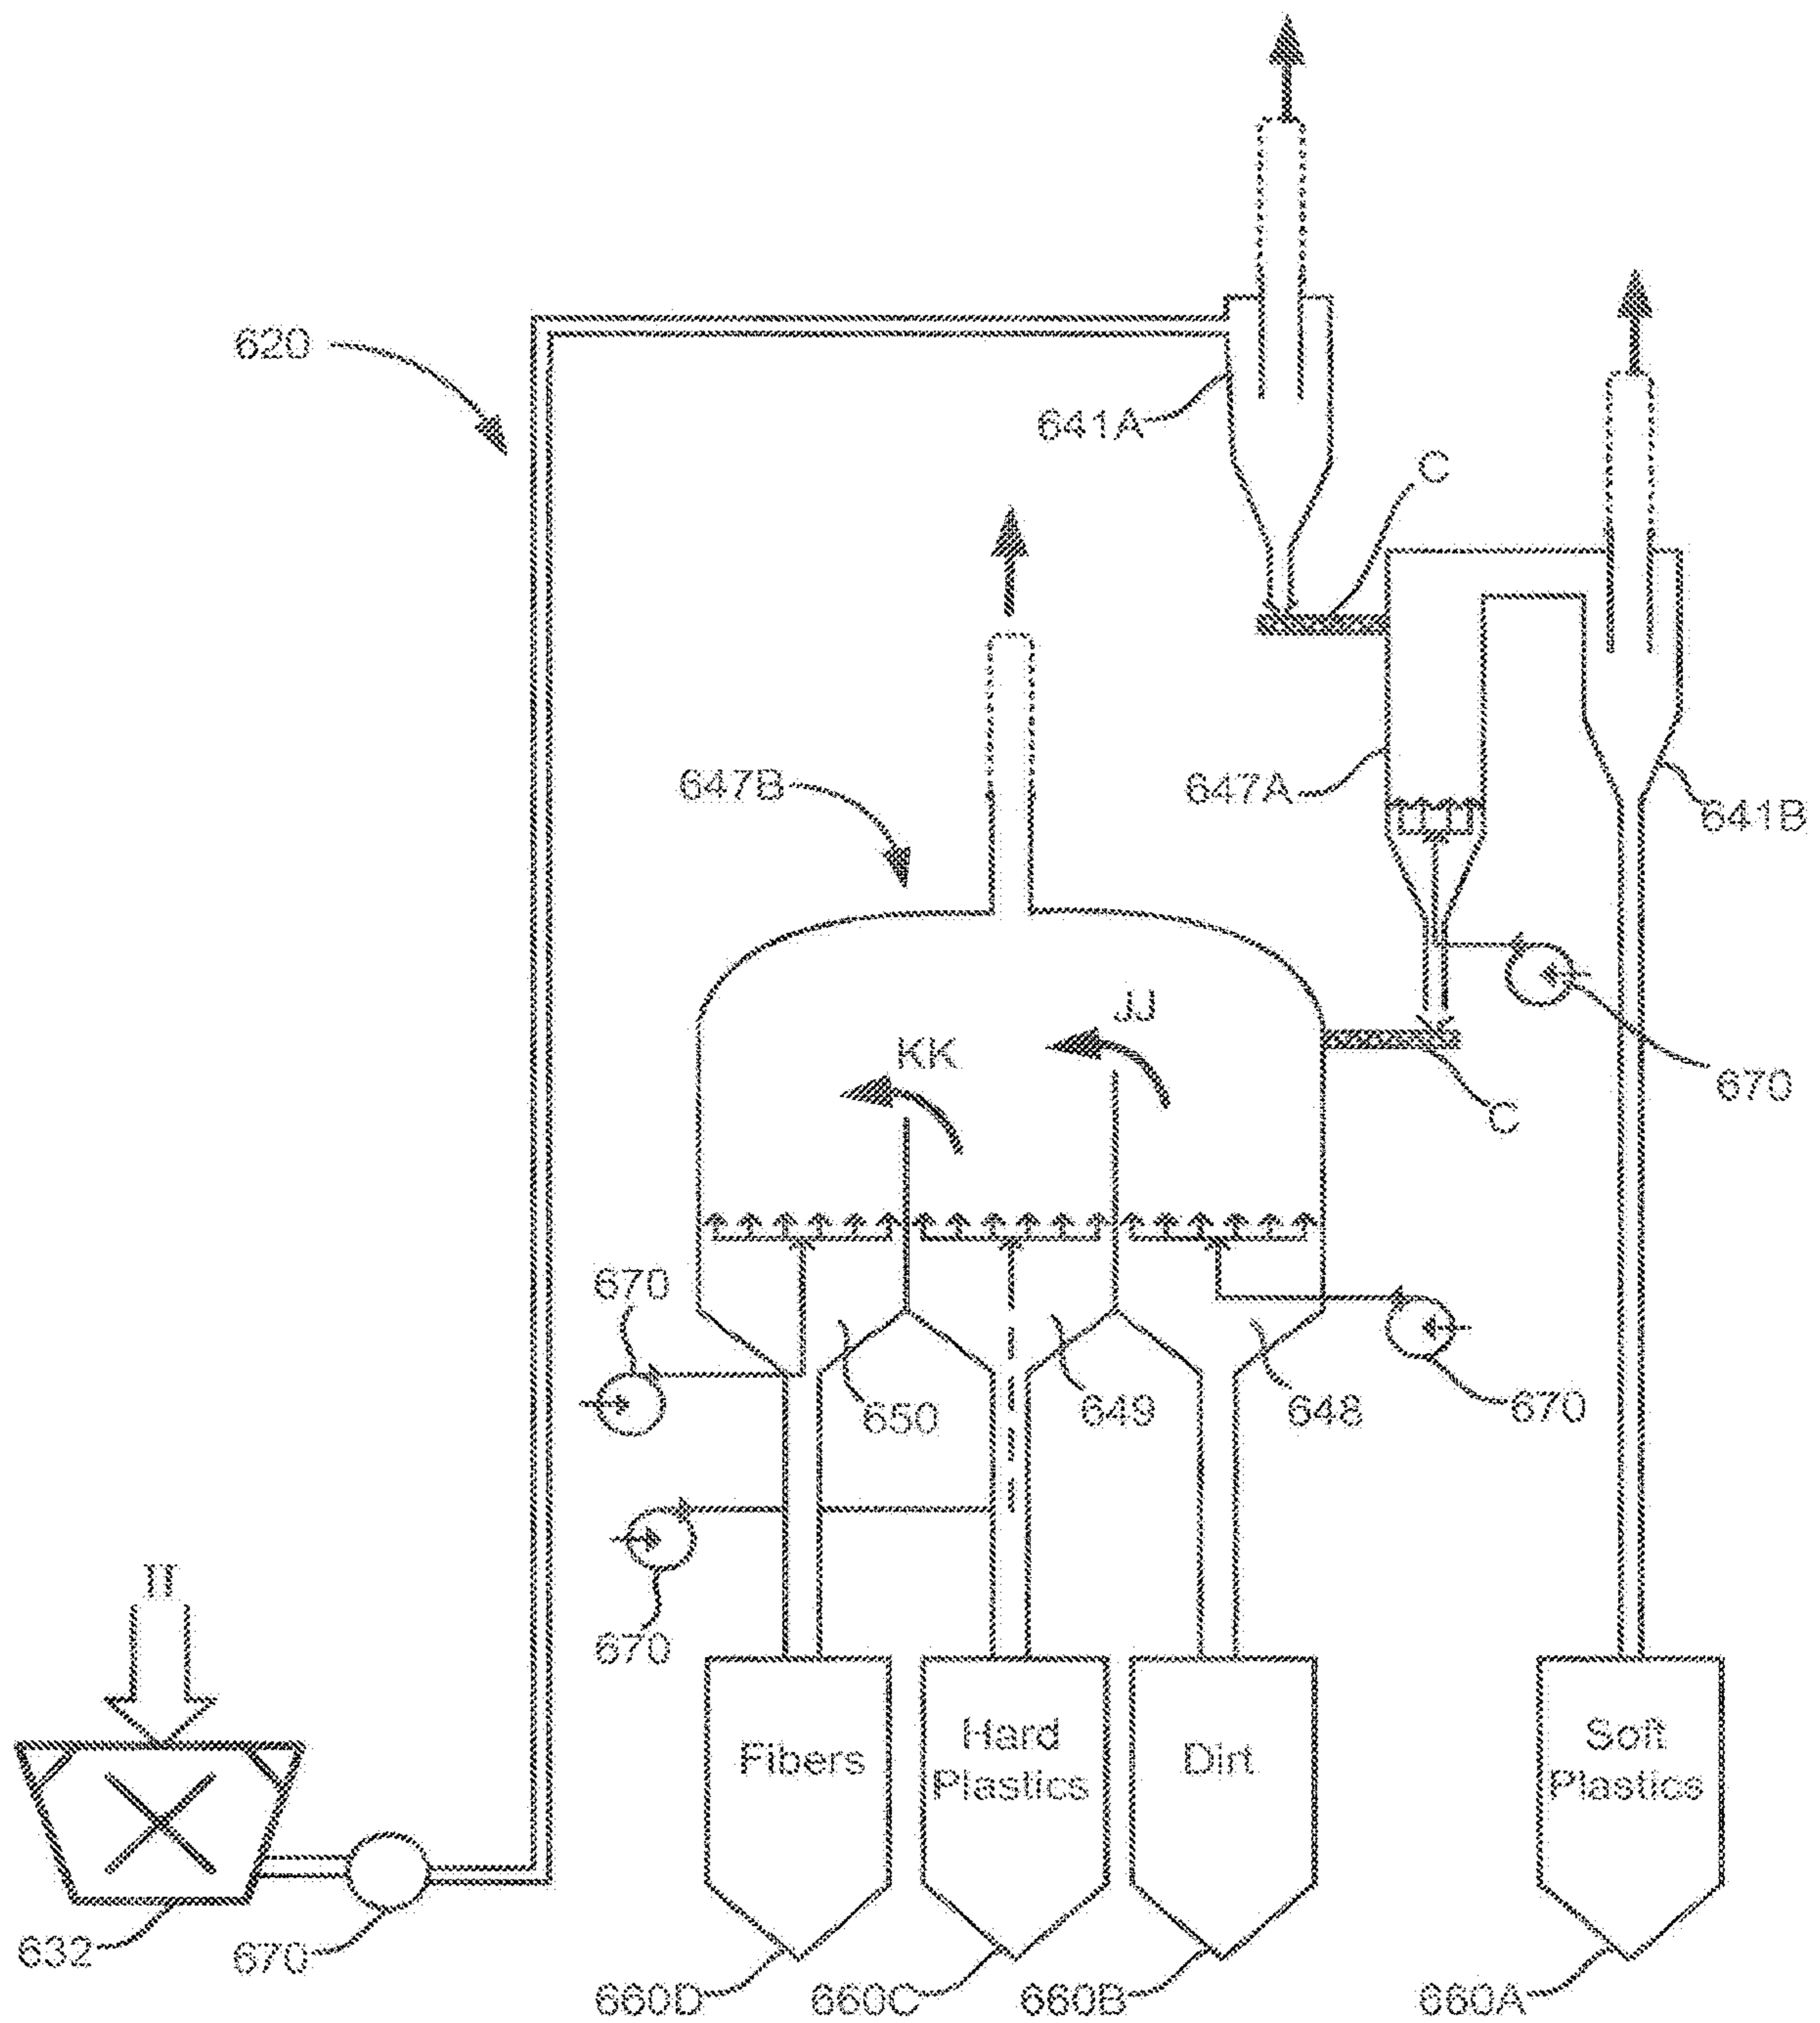 620
641A
C
647B
647A
641B
JJ
KK
670
C
670
650
649
648
670
670
II
Fibers
Hard
Plastics
Dirt
Soft
Plastics
632
670
660D
660C
660B
660A